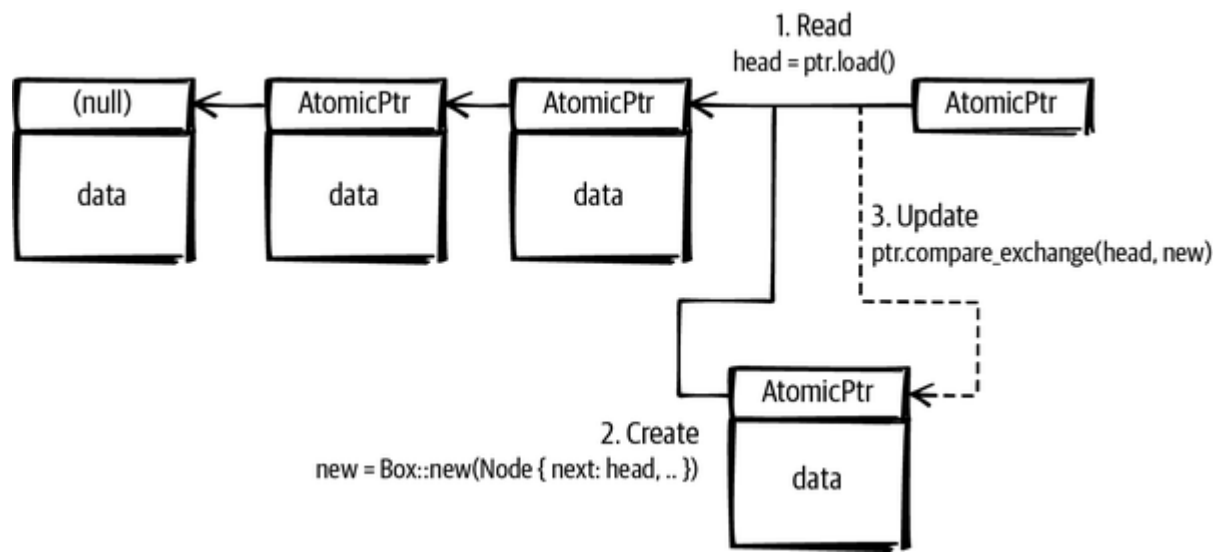 1. Read
head = ptr.load()
(null)
AtomicPtr
AtomicPtr
AtomicPtr
data
data
data
3. Update
ptr.compare_exchange(head, new)
AtomicPtr
2. Create
new = Box::new(Node { next: head, .. })
data